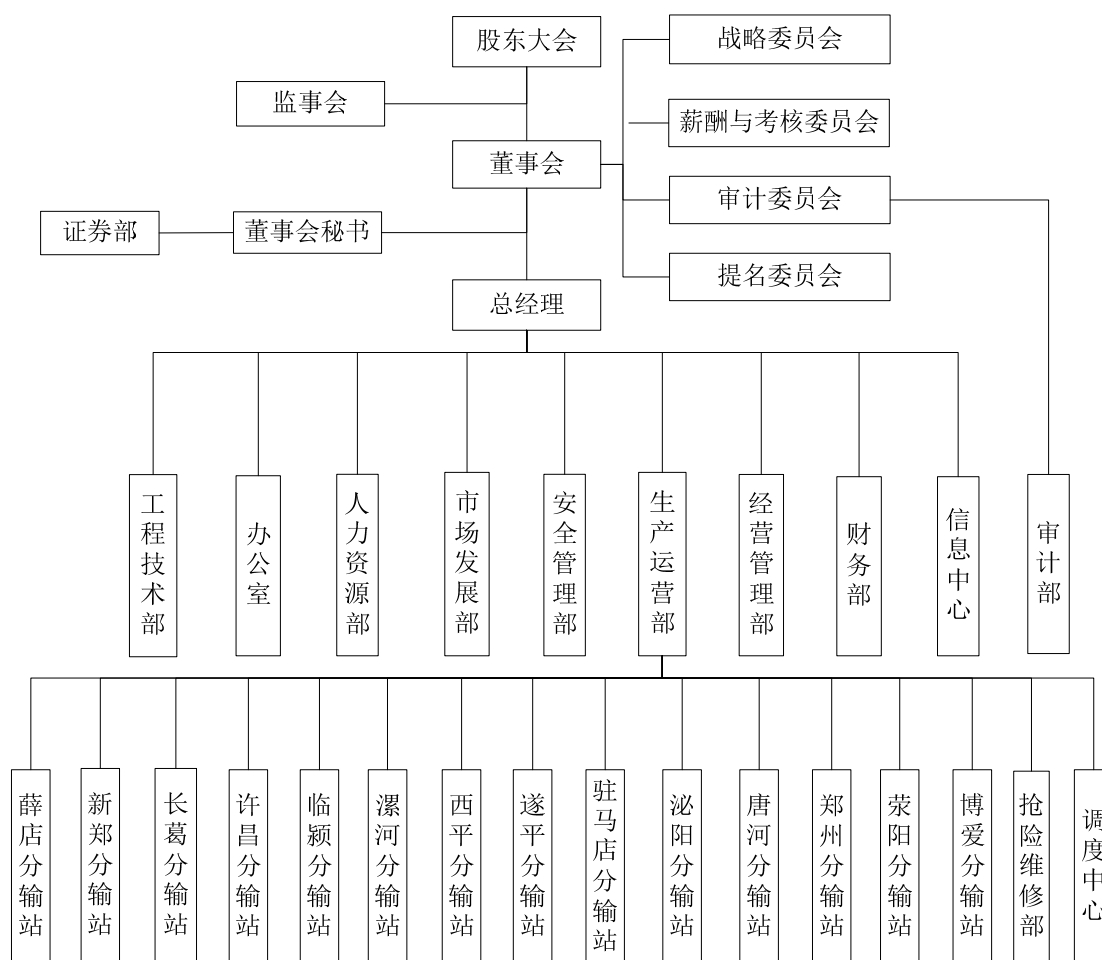 股东大会
战略委员会
监事会
薪酬与考核委员会
董事会
审计委员会
证券部
董事会秘书
提名委员会
总经理
工程技术部
办公室
人力资源部
市场发展部
安全管理部
生产运营部
经营管理部
财务部
信息中心
审计部
薛店分输站
新郑分输站
长葛分输站
许昌分输站
临颍分输站
漯河分输站
西平分输站
遂平分输站
驻马店分输站
泌阳分输站
唐河分输站
郑州分输站
荥阳分输站
博爱分输站
抢险维修部
调度中心